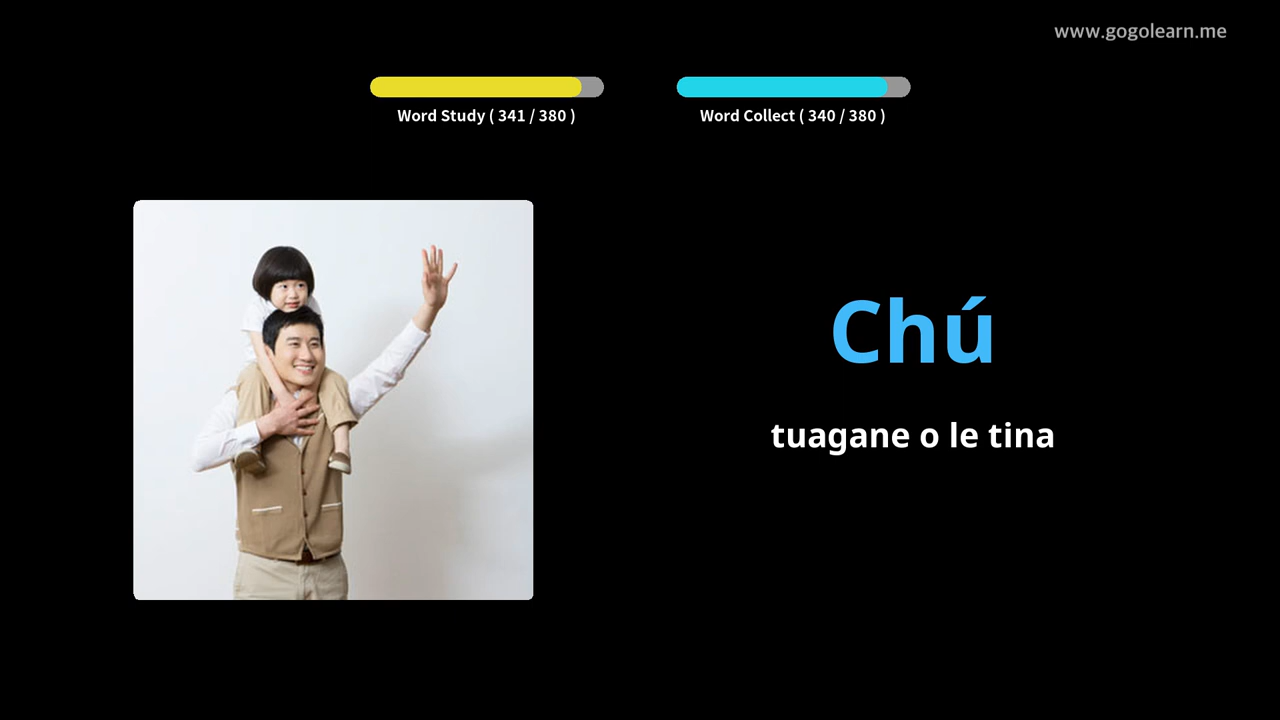 www.gogolearn.me
Word Study ( 341 / 380 )
Word Collect ( 340 / 380 )
Chú
tuagane o le tina